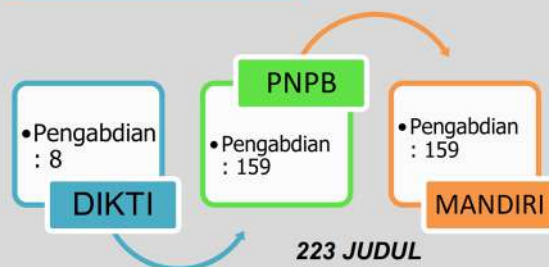 •Pengabdian
: 8
DIKTI
PNPB
•Pengabdian
: 159
•Pengabdian
: 159
MANDIRI
223 JUDUL